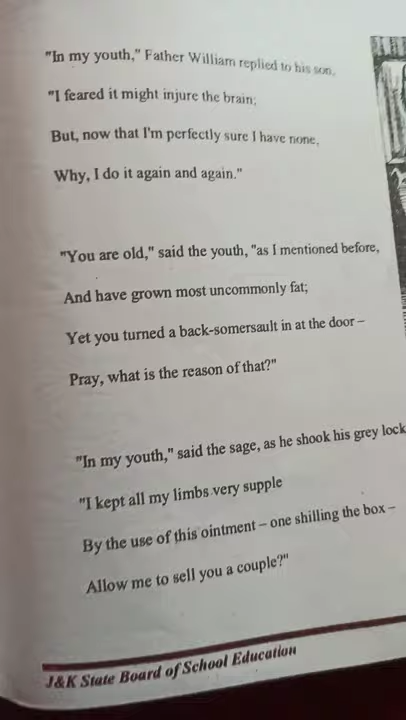 "In my youth," Father William replied to his son,
"I feared it might injure the brain;
But, now that I'm perfectly sure I have none,
Why, I do it again and again."
"You are old," said the youth, "as I mentioned before,
And have grown most uncommonly fat;
Yet you turned a back-somersault in at the door –
Pray, what is the reason of that?"
"In my youth," said the sage, as he shook his grey lock
"I kept all my limbs very supple
By the use of this ointment – one shilling the box –
Allow me to sell you a couple?"
J&K State Board of School Education